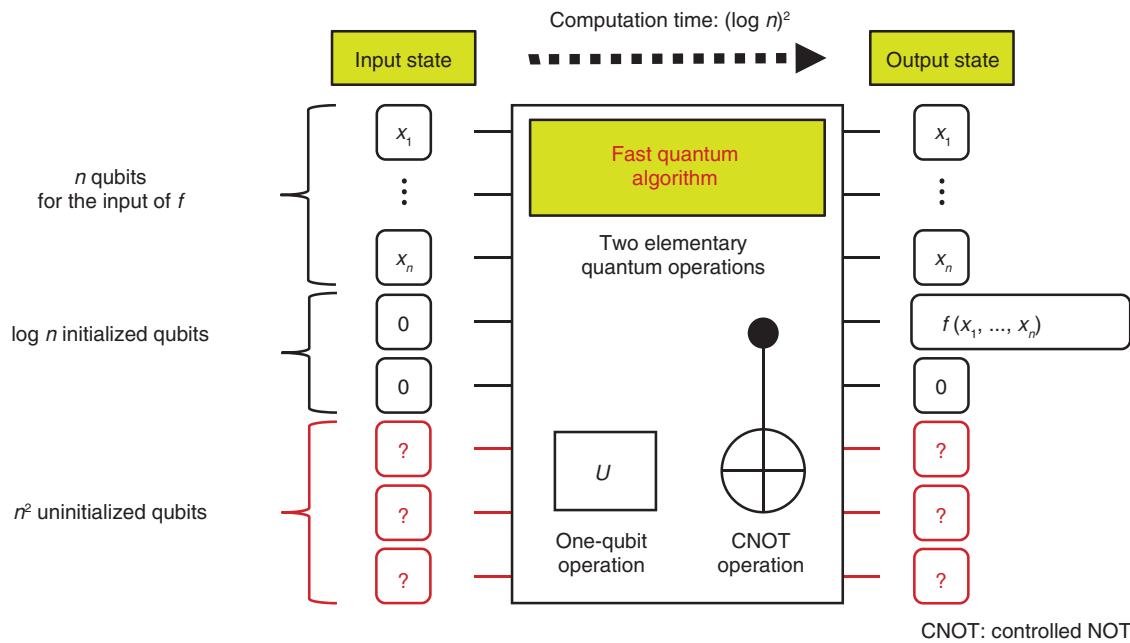 Computation time: (log n)²
Input state
Output state
n qubits
for the input of f
x₁
⋮
xₙ
log n initialized qubits
0
0
n² uninitialized qubits
?
?
?
Fast quantum
algorithm
Two elementary
quantum operations
U
One-qubit
operation
CNOT
operation
x₁
⋮
xₙ
f (x₁, ..., xₙ)
0
?
?
?
CNOT: controlled NOT